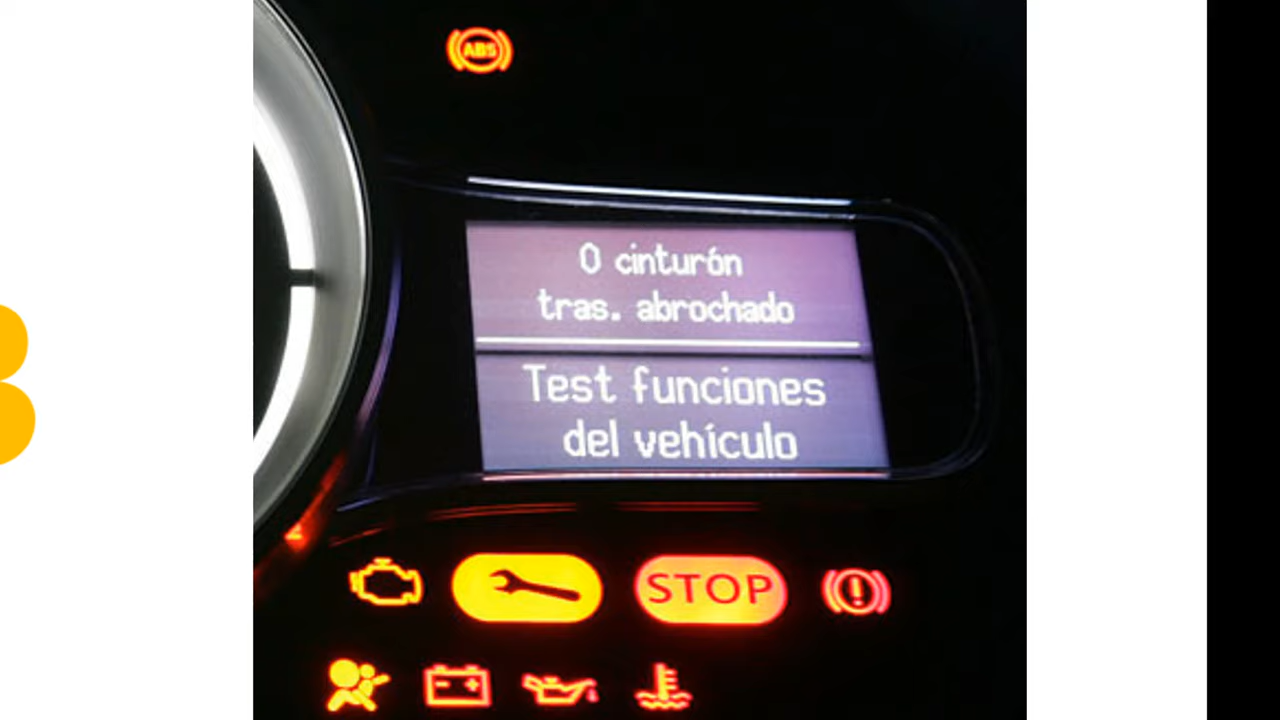 ABS
0 cinturón
tras. abrochado
Test funciones
del vehículo
STOP